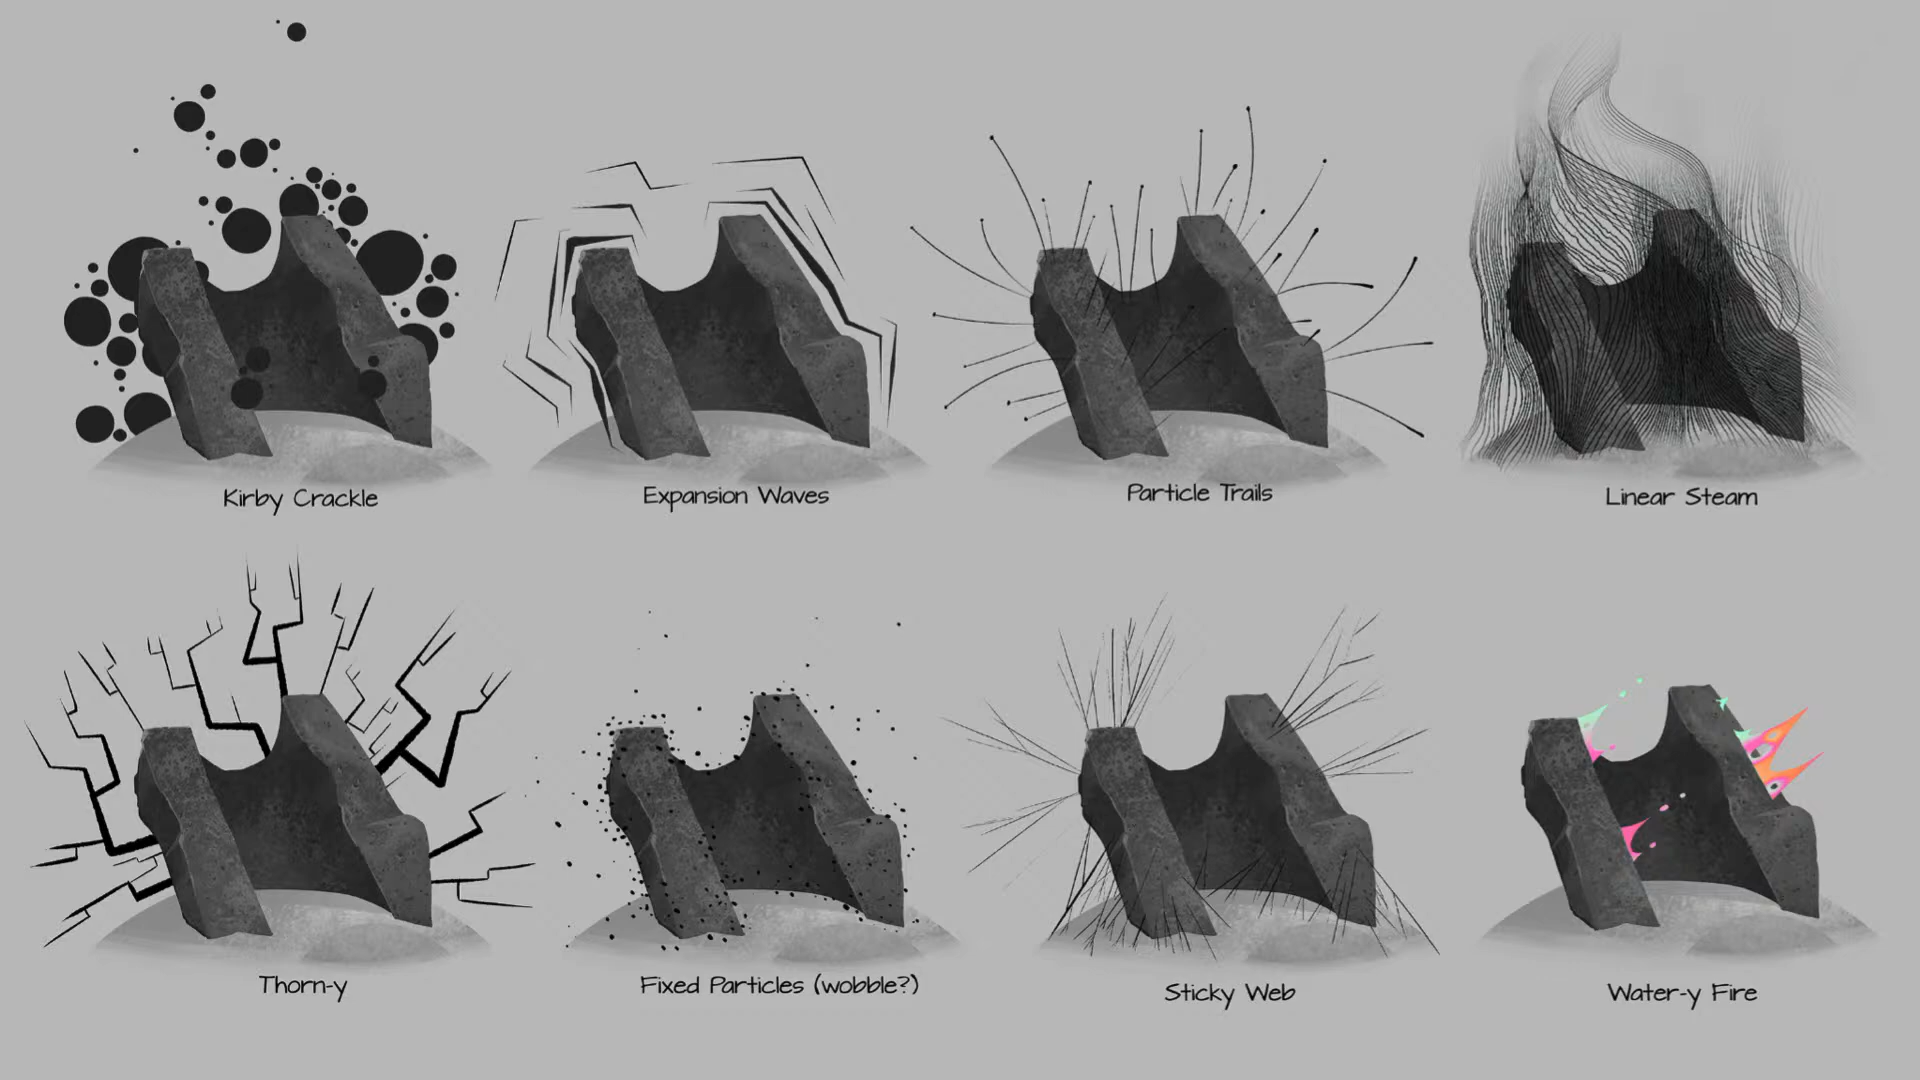 Kirby Crackle
Expansion Waves
Particle Trails
Linear Steam
Thorn-y
Fixed Particles (wobble?)
Sticky Web
Water-y Fire